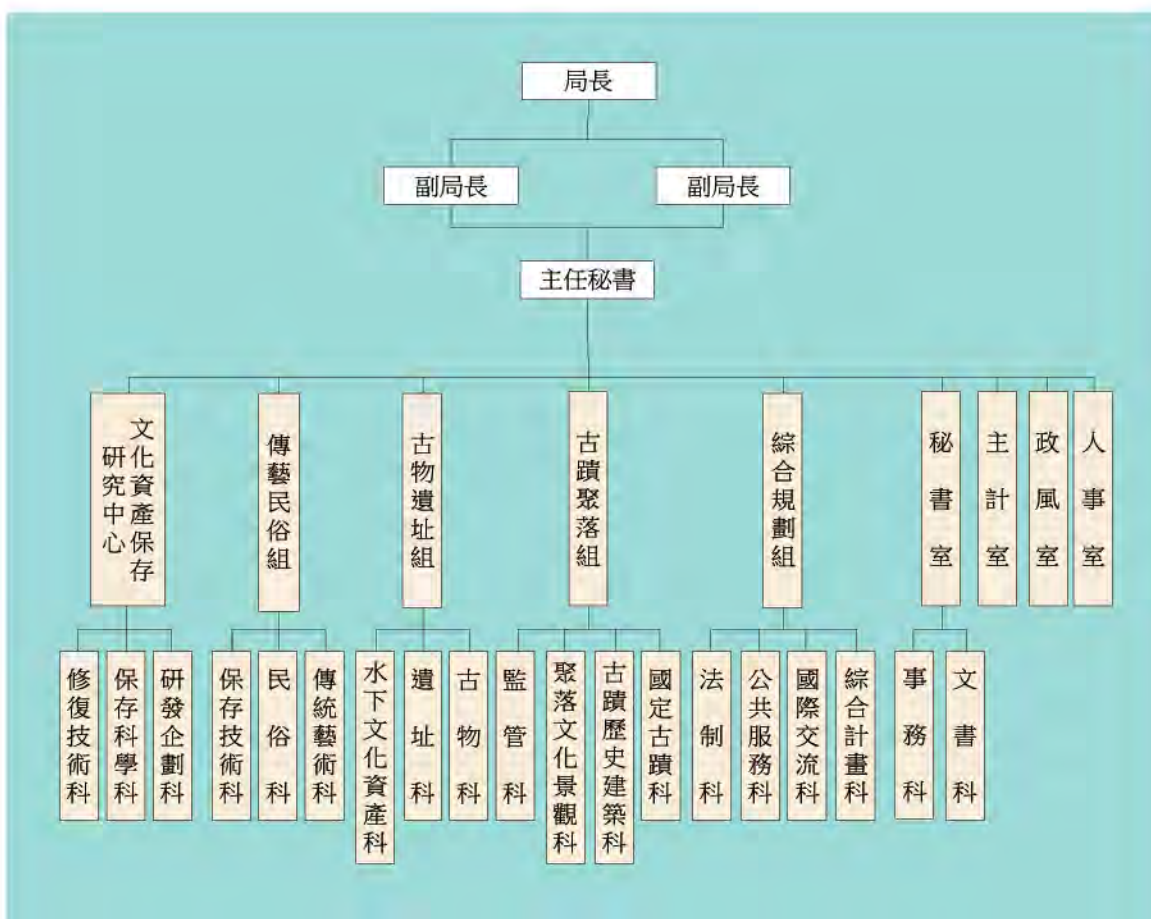 局長
副局長
副局長
主任秘書
文化資產保存
研究中心
傳藝民俗組
古物遺址組
古蹟聚落組
綜合規劃組
秘書室
主計室
政風室
人事室
修復技術科
保存科學科
研發企劃科
保存技術科
民俗科
傳統藝術科
水下文化資產科
遺址科
古物科
監管科
聚落文化景觀科
古蹟歷史建築科
國定古蹟科
法制科
公共服務科
國際交流科
綜合計畫科
事務科
文書科